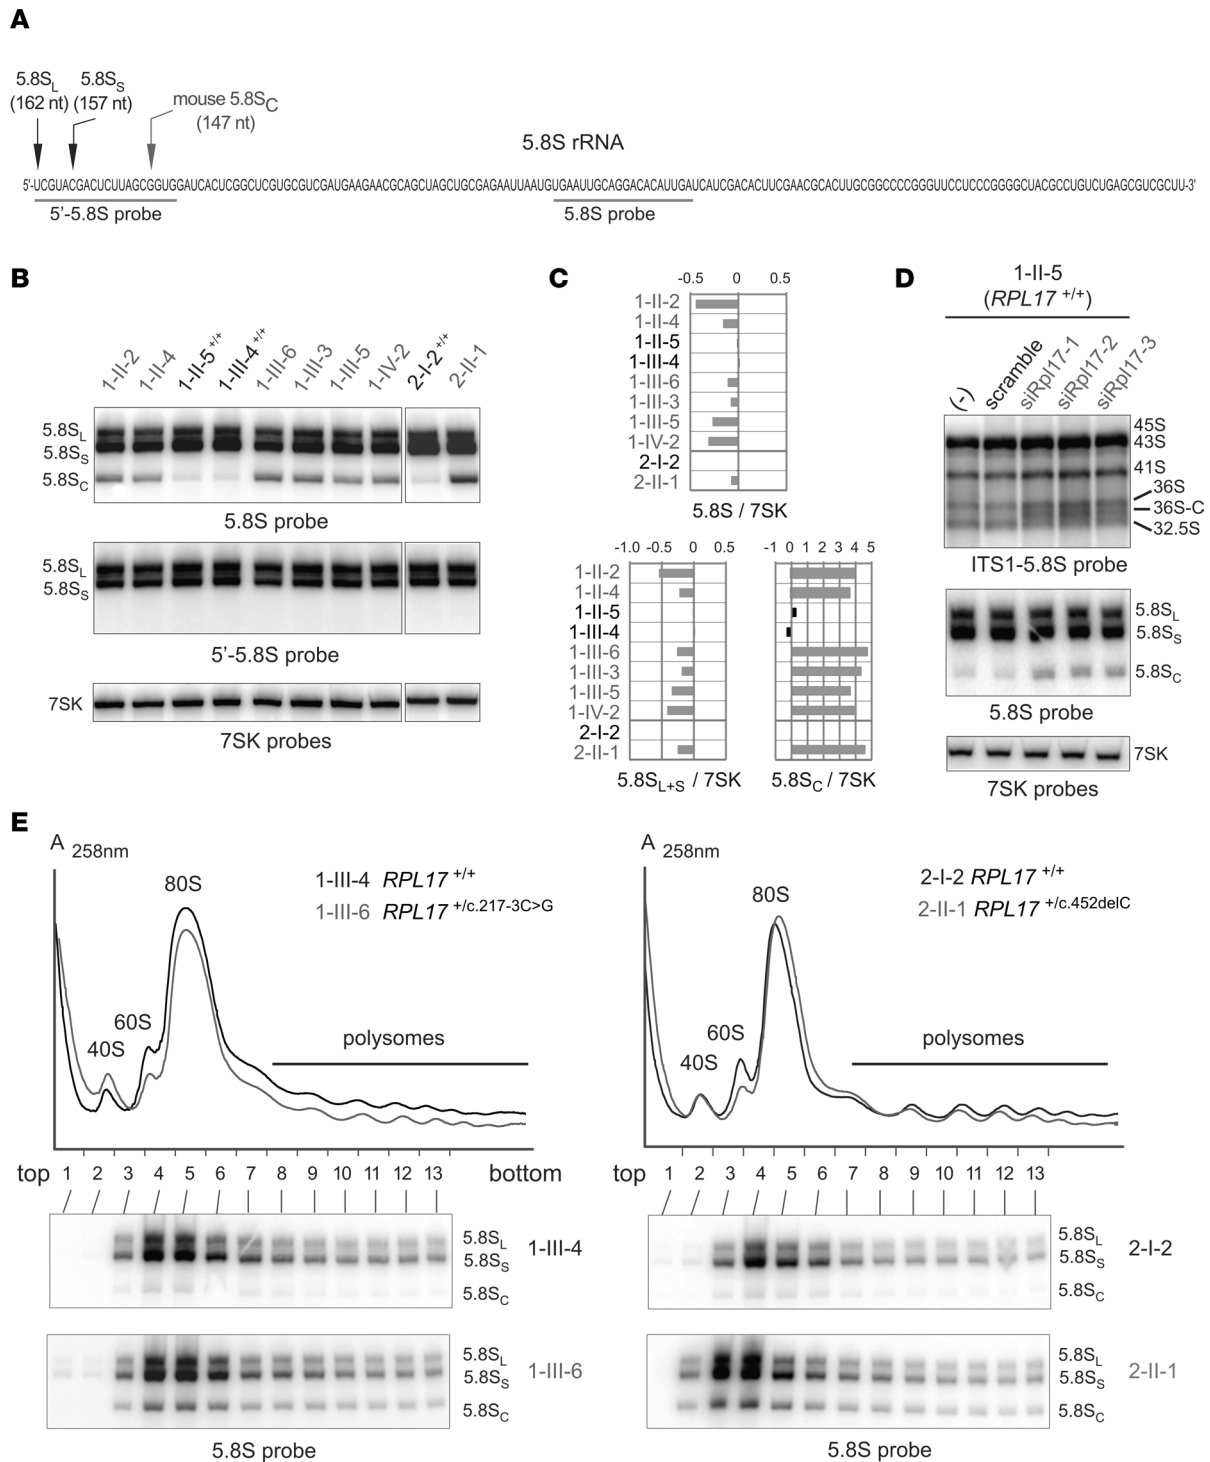 A
5.8SL
(162 nt)
5.8SS
(157 nt)
mouse 5.8SC
(147 nt)
5.8S rRNA
5'-UCGUACGACUCUUAGCGGUGGAUCACUCGGCUCGUGCGUCGAUGAAGAACGCAGCUAGCUGCGAGAAUUAAUGUGAAUUGCAGGACACAUUGAUCAUCGACACUUCGAACGCACUUGCGGCCCCGGGUUCCUCCCGGGGCUACGCCUGUCUGAGCGUCGCUU-3'
5'-5.8S probe
5.8S probe
B
1-II-2
1-II-4
1-II-5 +/+
1-III-4 +/+
1-III-6
1-III-3
1-III-5
1-IV-2
2-I-2 +/+
2-II-1
5.8SL
5.8SS
5.8SC
5.8S probe
5.8SL
5.8SS
5'-5.8S probe
7SK
7SK probes
C
-0.5 0 0.5
1-II-2
1-II-4
1-II-5
1-III-4
1-III-6
1-III-3
1-III-5
1-IV-2
2-I-2
2-II-1
5.8S / 7SK
-1.0 -0.5 0 0.5
-1 0 1 2 3 4 5
1-II-2
1-II-4
1-II-5
1-III-4
1-III-6
1-III-3
1-III-5
1-IV-2
2-I-2
2-II-1
5.8SL+S / 7SK
5.8SC / 7SK
D
1-II-5
(RPL17 +/+)
(-)
scramble
siRpl17-1
siRpl17-2
siRpl17-3
45S
43S
41S
36S
36S-C
32.5S
ITS1-5.8S probe
5.8SL
5.8SS
5.8SC
5.8S probe
7SK
7SK probes
E
A 258nm
1-III-4 RPL17 +/+
1-III-6 RPL17 +/c.217-3C>G
80S
60S
40S
polysomes
top 1 2 3 4 5 6 7 8 9 10 11 12 13 bottom
5.8SL
5.8SS
5.8SC
1-III-4
5.8SL
5.8SS
5.8SC
1-III-6
5.8S probe
A 258nm
2-I-2 RPL17 +/+
2-II-1 RPL17 +/c.452delC
80S
60S
40S
polysomes
top 1 2 3 4 5 6 7 8 9 10 11 12 13
5.8SL
5.8SS
5.8SC
2-I-2
5.8SL
5.8SS
5.8SC
2-II-1
5.8S probe